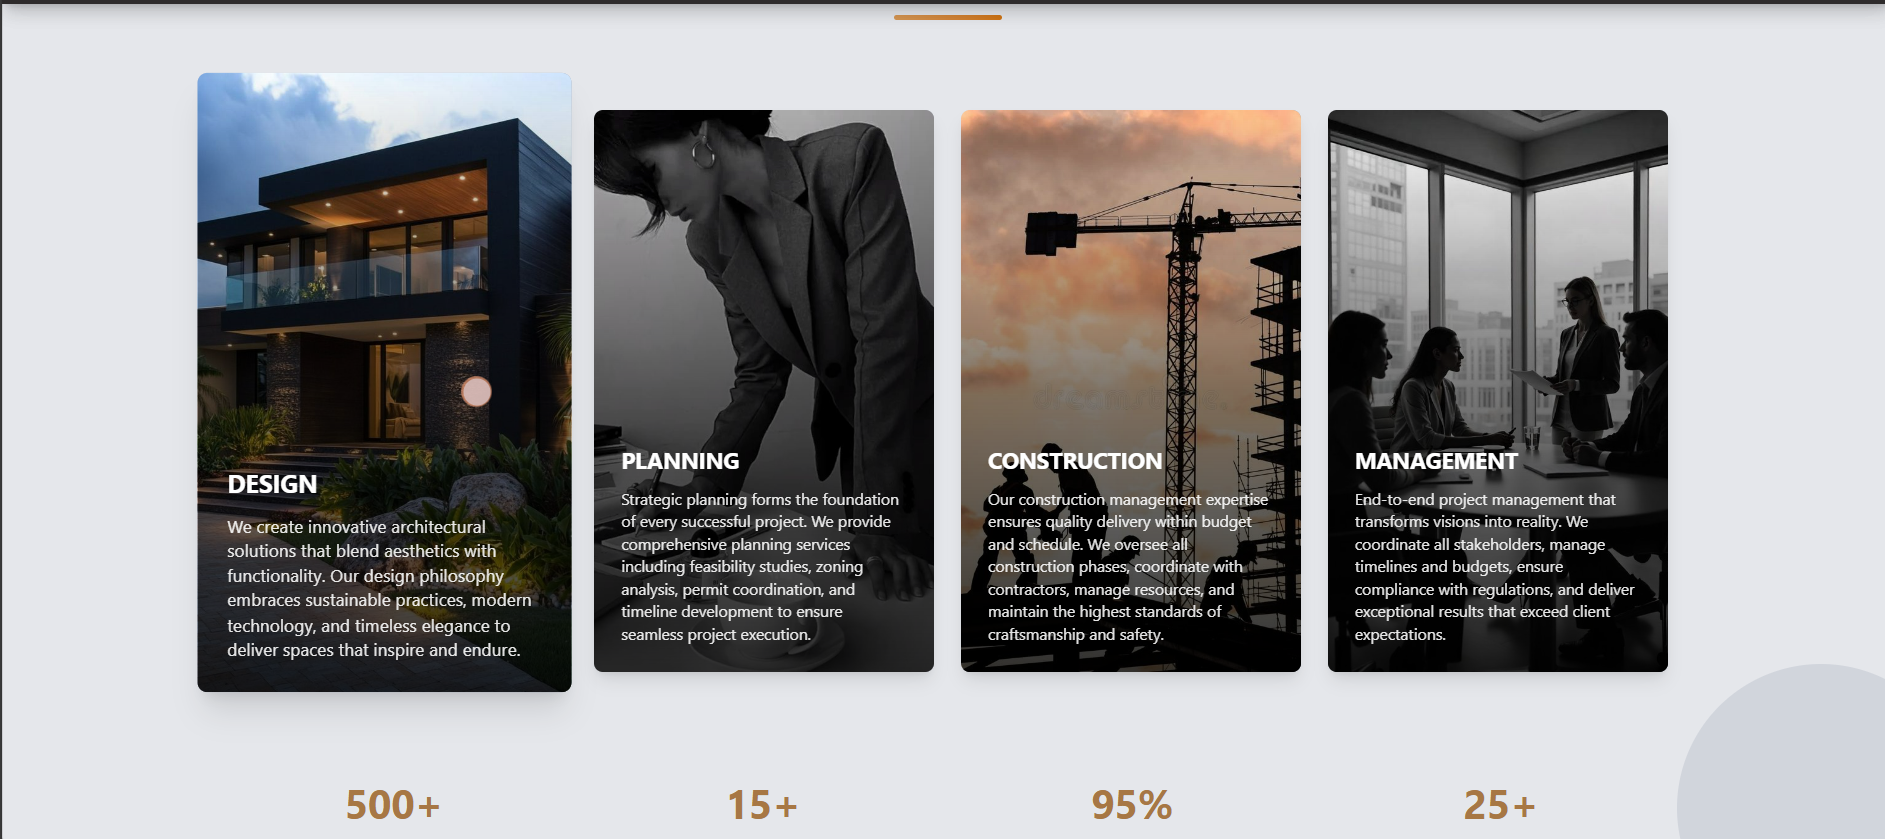 DESIGN
We create innovative architectural
solutions that blend aesthetics with
functionality. Our design philosophy
embraces sustainable practices, modern
technology, and timeless elegance to
deliver spaces that inspire and endure.
PLANNING
Strategic planning forms the foundation
of every successful project. We provide
comprehensive planning services
including feasibility studies, zoning
analysis, permit coordination, and
timeline development to ensure
seamless project execution.
CONSTRUCTION
Our construction management expertise
ensures quality delivery within budget
and schedule. We oversee all
construction phases, coordinate with
contractors, manage resources, and
maintain the highest standards of
craftsmanship and safety.
MANAGEMENT
End-to-end project management that
transforms visions into reality. We
coordinate all stakeholders, manage
timelines and budgets, ensure
compliance with regulations, and deliver
exceptional results that exceed client
expectations.
500+
15+
95%
25+